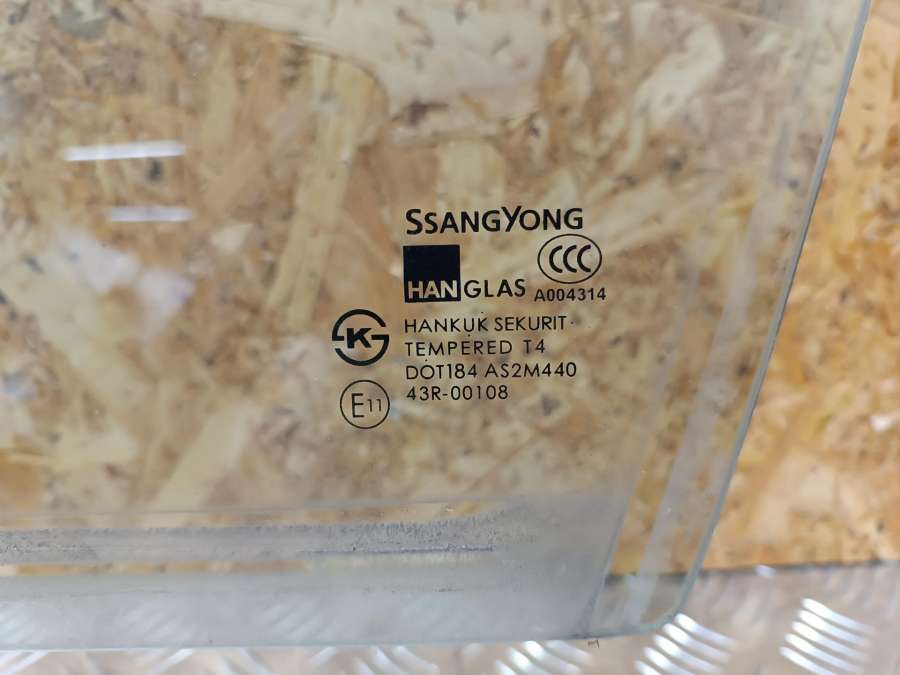 SSANGYONG
CCC
HANGLAS
A004314
K
HANKUK SEKURIT
TEMPERED T4
DOT184 AS2M440
E11
43R-00108